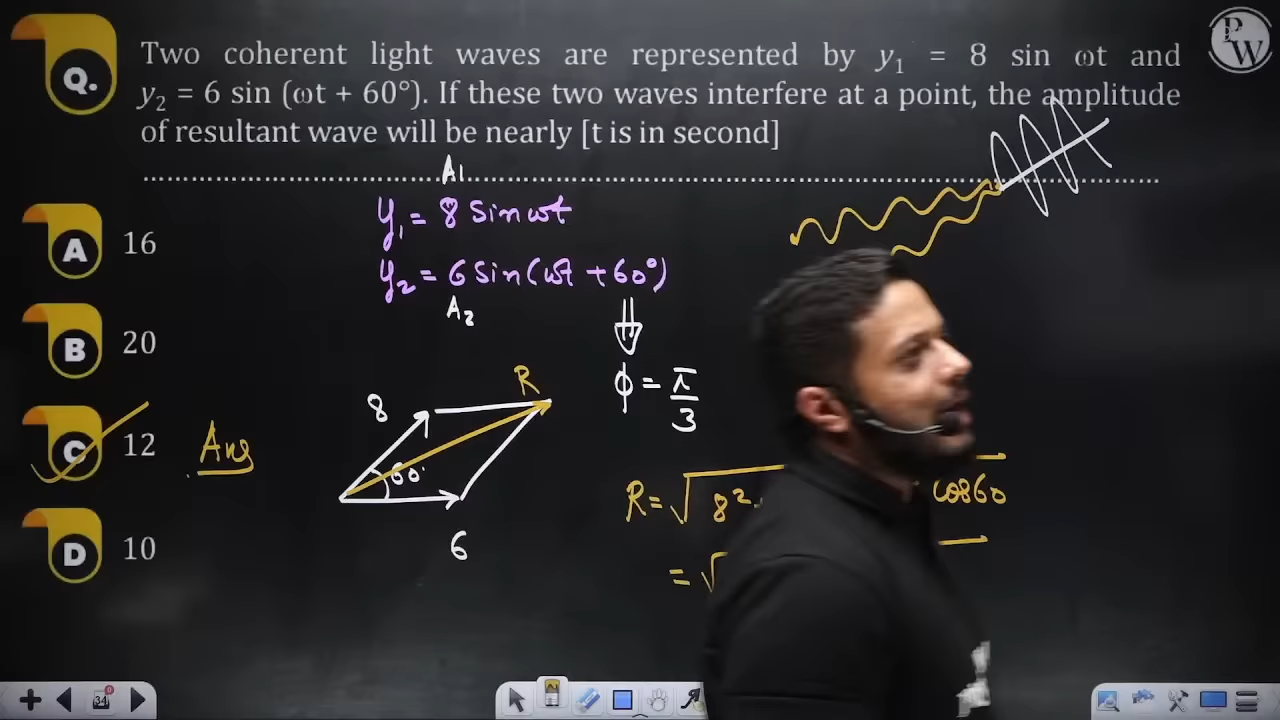 Q.
Two coherent light waves are represented by y₁ = 8 sin ωt and
y₂ = 6 sin (ωt + 60°). If these two waves interfere at a point, the amplitude
of resultant wave will be nearly [t is in second]
PW
A 16
B 20
C 12 Ans
D 10
A₁
y₁ = 8 Sin ωt
y₂ = 6 Sin (ωt + 60°)
A₂
ϕ = π/3
8
R
60°
6
R = √ 8² cos60
= √
34